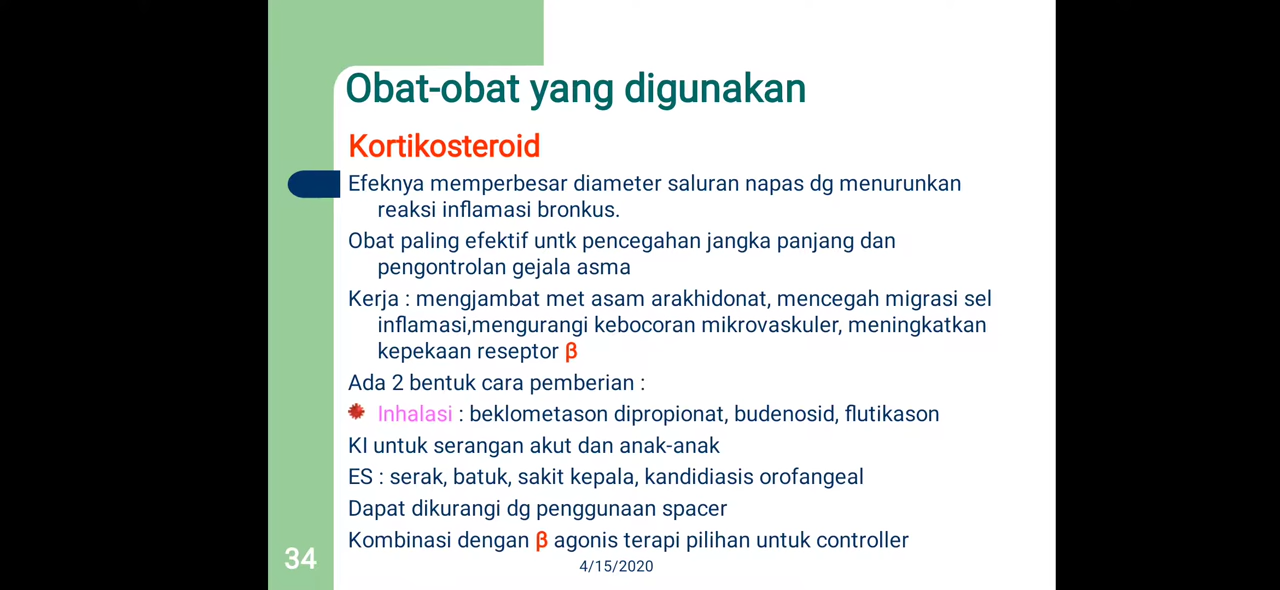 Obat-obat yang digunakan
Kortikosteroid
Efeknya memperbesar diameter saluran napas dg menurunkan
reaksi inflamasi bronkus.
Obat paling efektif untk pencegahan jangka panjang dan
pengontrolan gejala asma
Kerja : mengjambat met asam arakhidonat, mencegah migrasi sel
inflamasi,mengurangi kebocoran mikrovaskuler, meningkatkan
kepekaan reseptor β
Ada 2 bentuk cara pemberian :
Inhalasi : beklometason dipropionat, budenosid, flutikason
KI untuk serangan akut dan anak-anak
ES : serak, batuk, sakit kepala, kandidiasis orofangeal
Dapat dikurangi dg penggunaan spacer
Kombinasi dengan β agonis terapi pilihan untuk controller
34
4/15/2020